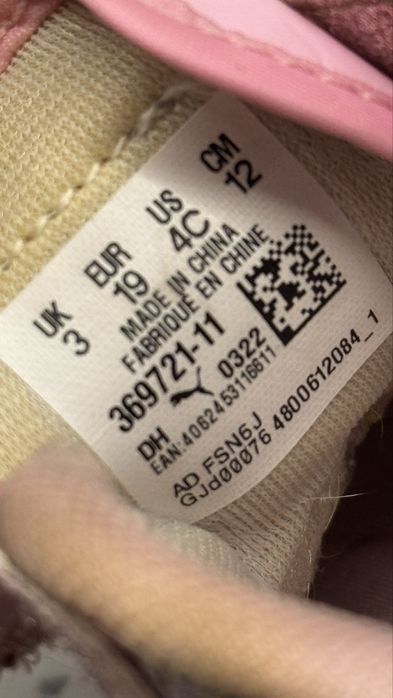 UK EUR US CM
3 19 4C 12
MADE IN CHINA
FABRIQUE EN CHINE
369721-11
DH 0322
EAN:4062453116611
AD FSN6J
GJd00076 4800612084_1